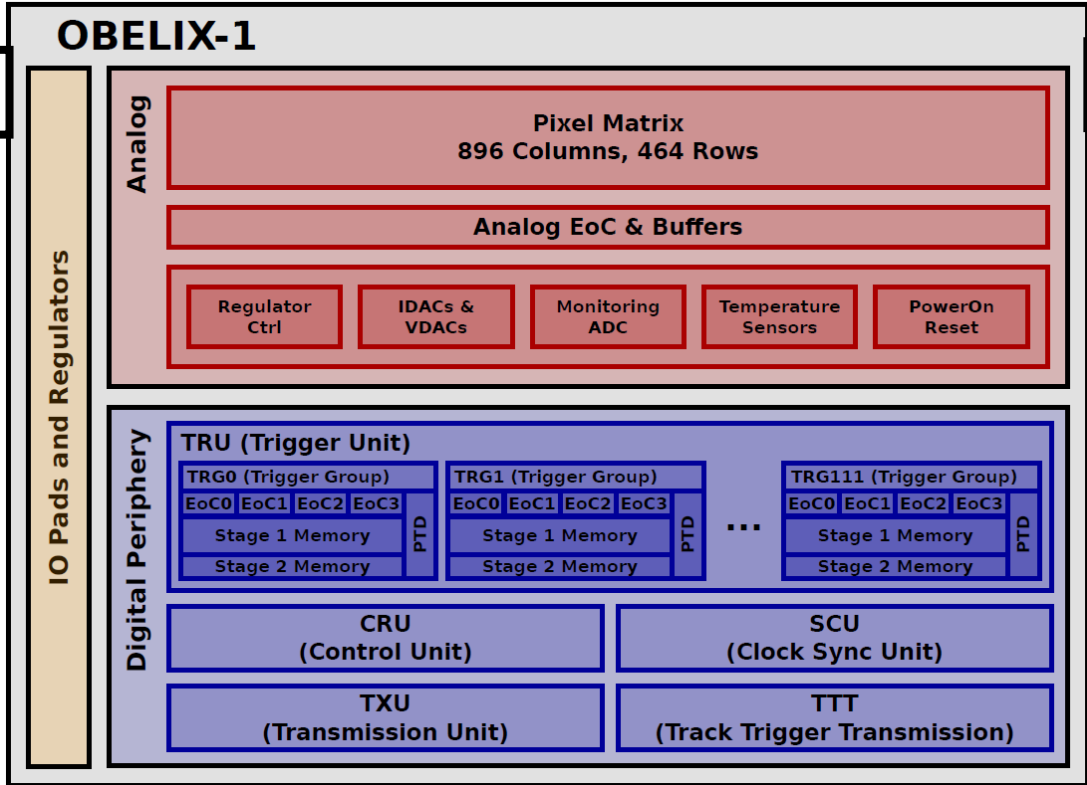 OBELIX-1
IO Pads and Regulators
Analog
Pixel Matrix
896 Columns, 464 Rows
Analog EoC & Buffers
Regulator
Ctrl
IDACs &
VDACs
Monitoring
ADC
Temperature
Sensors
PowerOn
Reset
Digital Periphery
TRU (Trigger Unit)
TRG0 (Trigger Group)
EoC0 EoC1 EoC2 EoC3
PTD
Stage 1 Memory
Stage 2 Memory
TRG1 (Trigger Group)
EoC0 EoC1 EoC2 EoC3
PTD
Stage 1 Memory
Stage 2 Memory
...
TRG111 (Trigger Group)
EoC0 EoC1 EoC2 EoC3
PTD
Stage 1 Memory
Stage 2 Memory
CRU
(Control Unit)
SCU
(Clock Sync Unit)
TXU
(Transmission Unit)
TTT
(Track Trigger Transmission)